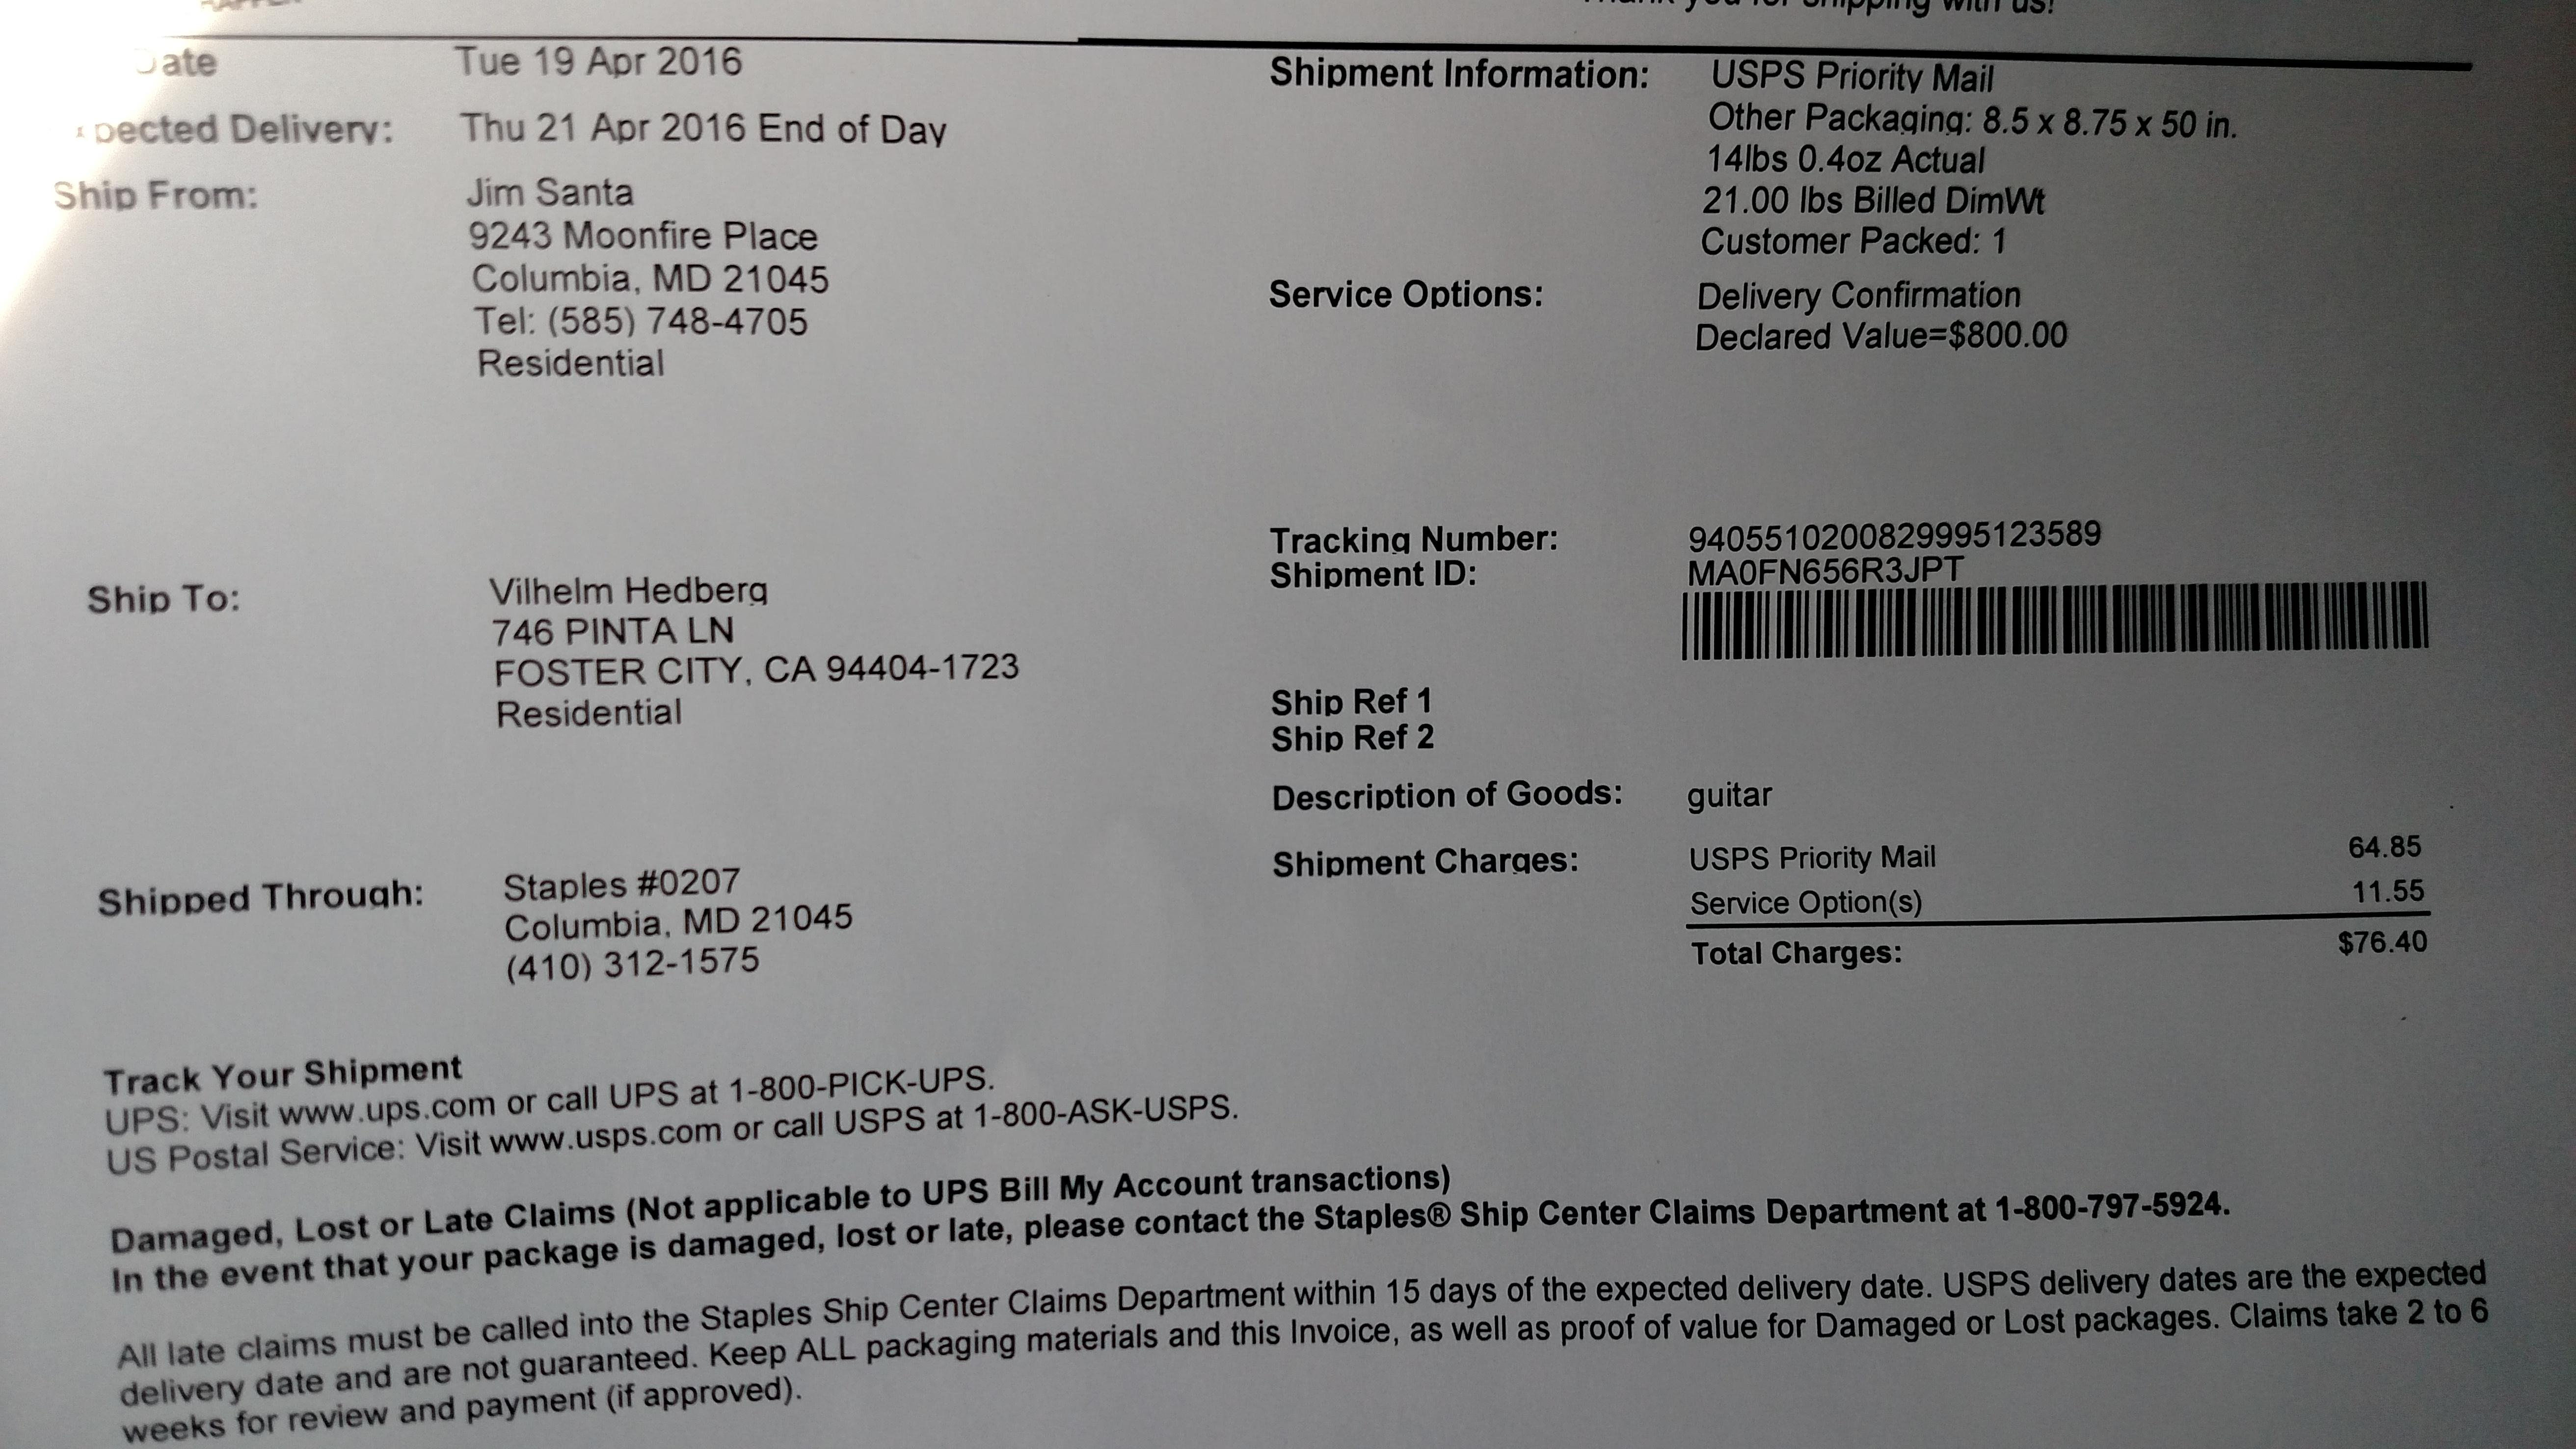 Thank you for shipping with us!
Date Tue 19 Apr 2016
Expected Delivery: Thu 21 Apr 2016 End of Day
Ship From: Jim Santa
9243 Moonfire Place
Columbia, MD 21045
Tel: (585) 748-4705
Residential
Ship To: Vilhelm Hedberg
746 PINTA LN
FOSTER CITY, CA 94404-1723
Residential
Shipped Through: Staples #0207
Columbia, MD 21045
(410) 312-1575
Shipment Information: USPS Priority Mail
Other Packaging: 8.5 x 8.75 x 50 in.
14lbs 0.4oz Actual
21.00 lbs Billed DimWt
Customer Packed: 1
Service Options: Delivery Confirmation
Declared Value=$800.00
Tracking Number: 9405510200829995123589
Shipment ID: MA0FN656R3JPT
Ship Ref 1
Ship Ref 2
Description of Goods: guitar
Shipment Charges: USPS Priority Mail 64.85
Service Option(s) 11.55
Total Charges: $76.40
Track Your Shipment
UPS: Visit www.ups.com or call UPS at 1-800-PICK-UPS.
US Postal Service: Visit www.usps.com or call USPS at 1-800-ASK-USPS.
Damaged, Lost or Late Claims (Not applicable to UPS Bill My Account transactions)
In the event that your package is damaged, lost or late, please contact the Staples® Ship Center Claims Department at 1-800-797-5924.
All late claims must be called into the Staples Ship Center Claims Department within 15 days of the expected delivery date. USPS delivery dates are the expected
delivery date and are not guaranteed. Keep ALL packaging materials and this Invoice, as well as proof of value for Damaged or Lost packages. Claims take 2 to 6
weeks for review and payment (if approved).